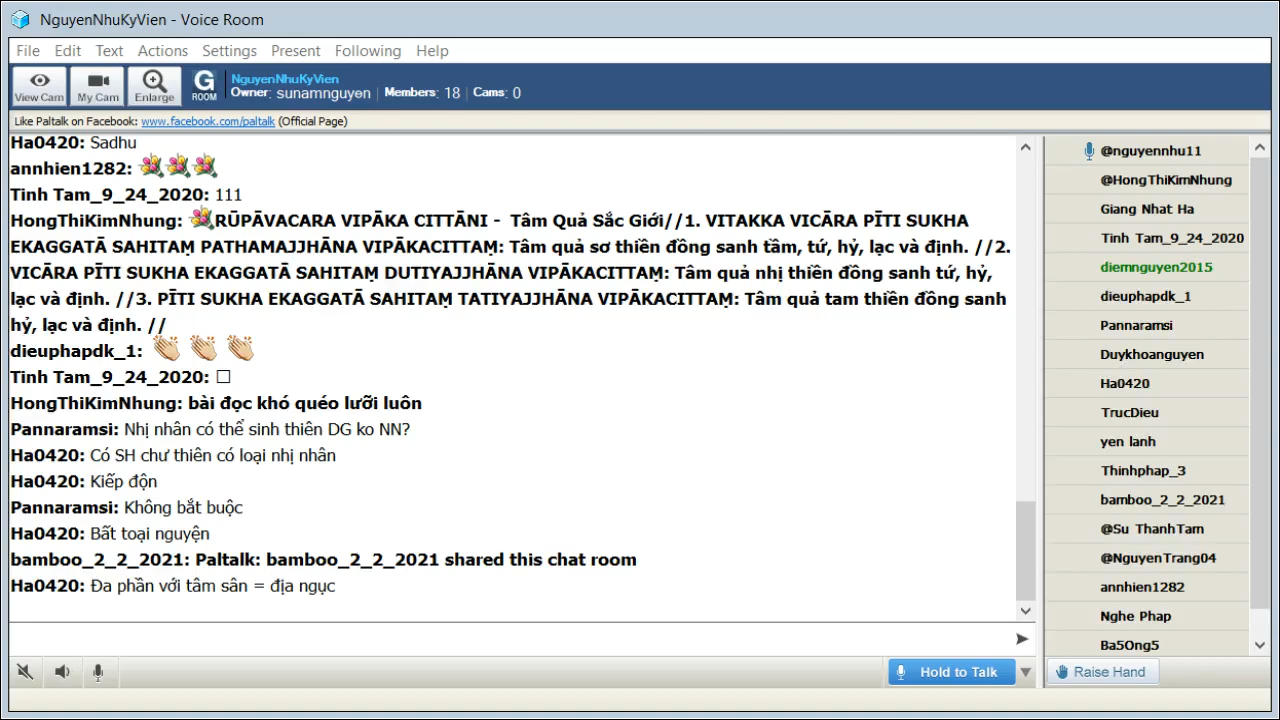 NguyenNhuKyVien - Voice Room
File Edit Text Actions Settings Present Following Help
View Cam My Cam Enlarge G ROOM
NguyenNhuKyVien
Owner: sunamnguyen Members: 18 Cams: 0
Like Paltalk on Facebook: www.facebook.com/paltalk (Official Page)
Ha0420: Sadhu
annhien1282:
Tinh Tam_9_24_2020: 111
HongThiKimNhung: RŪPĀVACARA VIPĀKA CITTĀNI - Tâm Quả Sắc Giới//1. VITAKKA VICĀRA PĪTI SUKHA
EKAGGATĀ SAHITAṂ PATHAMAJJHĀNA VIPĀKACITTAṂ: Tâm quả sơ thiền đồng sanh tầm, tứ, hỷ, lạc và định. //2.
VICĀRA PĪTI SUKHA EKAGGATĀ SAHITAṂ DUTIYAJJHĀNA VIPĀKACITTAṂ: Tâm quả nhị thiền đồng sanh tứ, hỷ,
lạc và định. //3. PĪTI SUKHA EKAGGATĀ SAHITAṂ TATIYAJJHĀNA VIPĀKACITTAṂ: Tâm quả tam thiền đồng sanh
hỷ, lạc và định. //
dieuphapdk_1:
Tinh Tam_9_24_2020: □
HongThiKimNhung: bài đọc khó quéo lưỡi luôn
Pannaramsi: Nhị nhân có thể sinh thiên DG ko NN?
Ha0420: Có SH chư thiên có loại nhị nhân
Ha0420: Kiếp độn
Pannaramsi: Không bắt buộc
Ha0420: Bất toại nguyện
bamboo_2_2_2021: Paltalk: bamboo_2_2_2021 shared this chat room
Ha0420: Đa phần với tâm sân = địa ngục
Hold to Talk
@nguyennhu11
@HongThiKimNhung
Giang Nhat Ha
Tinh Tam_9_24_2020
diemnguyen2015
dieuphapdk_1
Pannaramsi
Duykhoanguyen
Ha0420
TrucDieu
yen lanh
Thinhphap_3
bamboo_2_2_2021
@Su ThanhTam
@NguyenTrang04
annhien1282
Nghe Phap
Ba5Ong5
Raise Hand